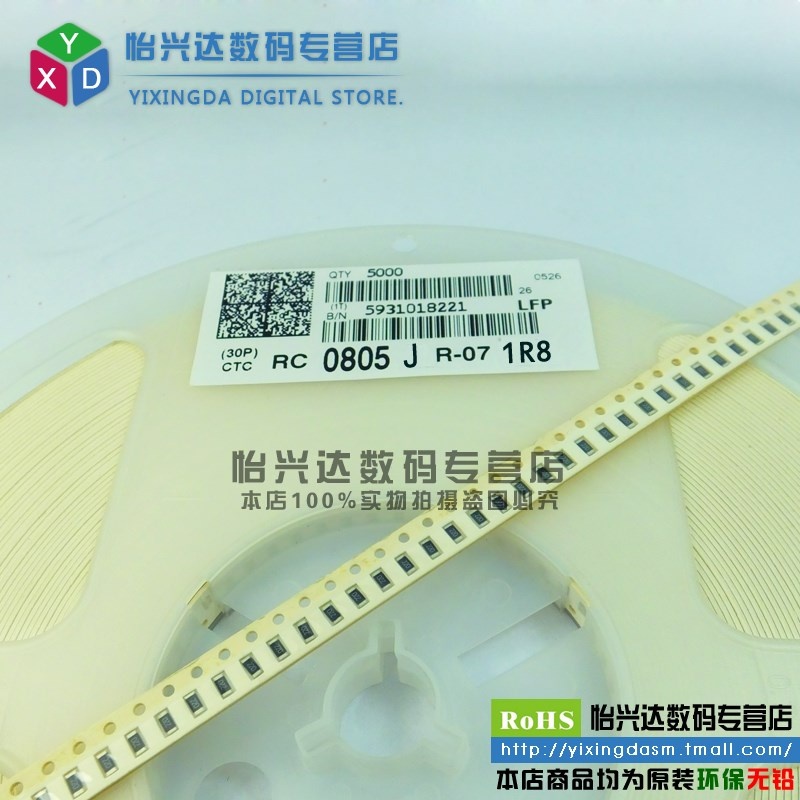 Y
X D
怡兴达数码专营店
YIXINGDA DIGITAL STORE.
QTY 5000
0526
26
(1T)
B/N 5931018221 LFP
(30P)
CTC RC 0805 J R-07 1R8
怡兴达数码专营店
本店100%实物拍摄盗图必究
RoHS 怡兴达数码专营店
http://yixingdasm.tmall.com/
本店商品均为原装环保无铅